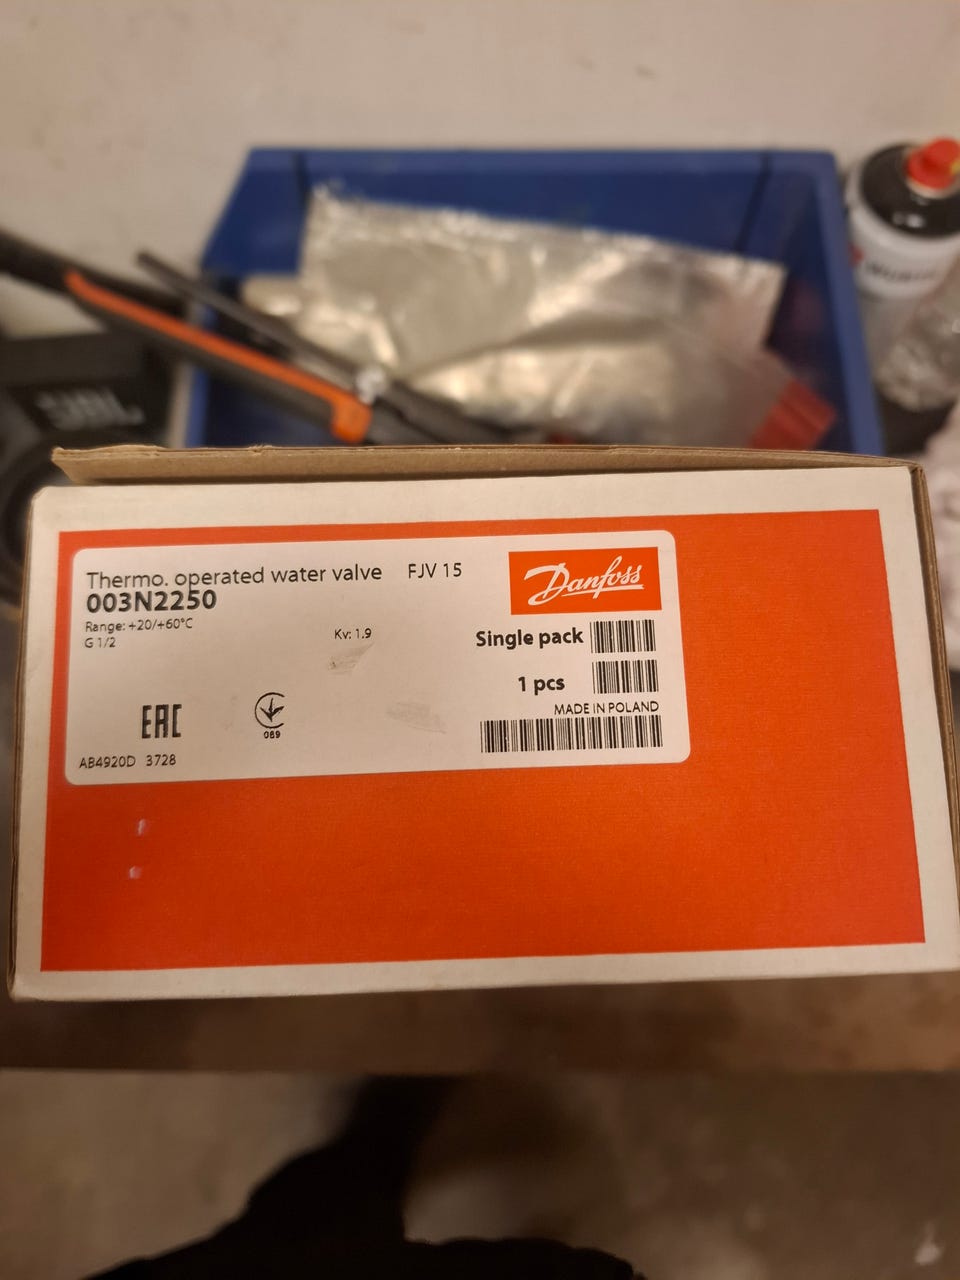 JBL
Thermo. operated water valve FJV 15
003N2250
Range: +20/+60°C
G 1/2
Kv: 1.9
Danfoss
Single pack
1 pcs
MADE IN POLAND
EAC
089
AB4920D 3728